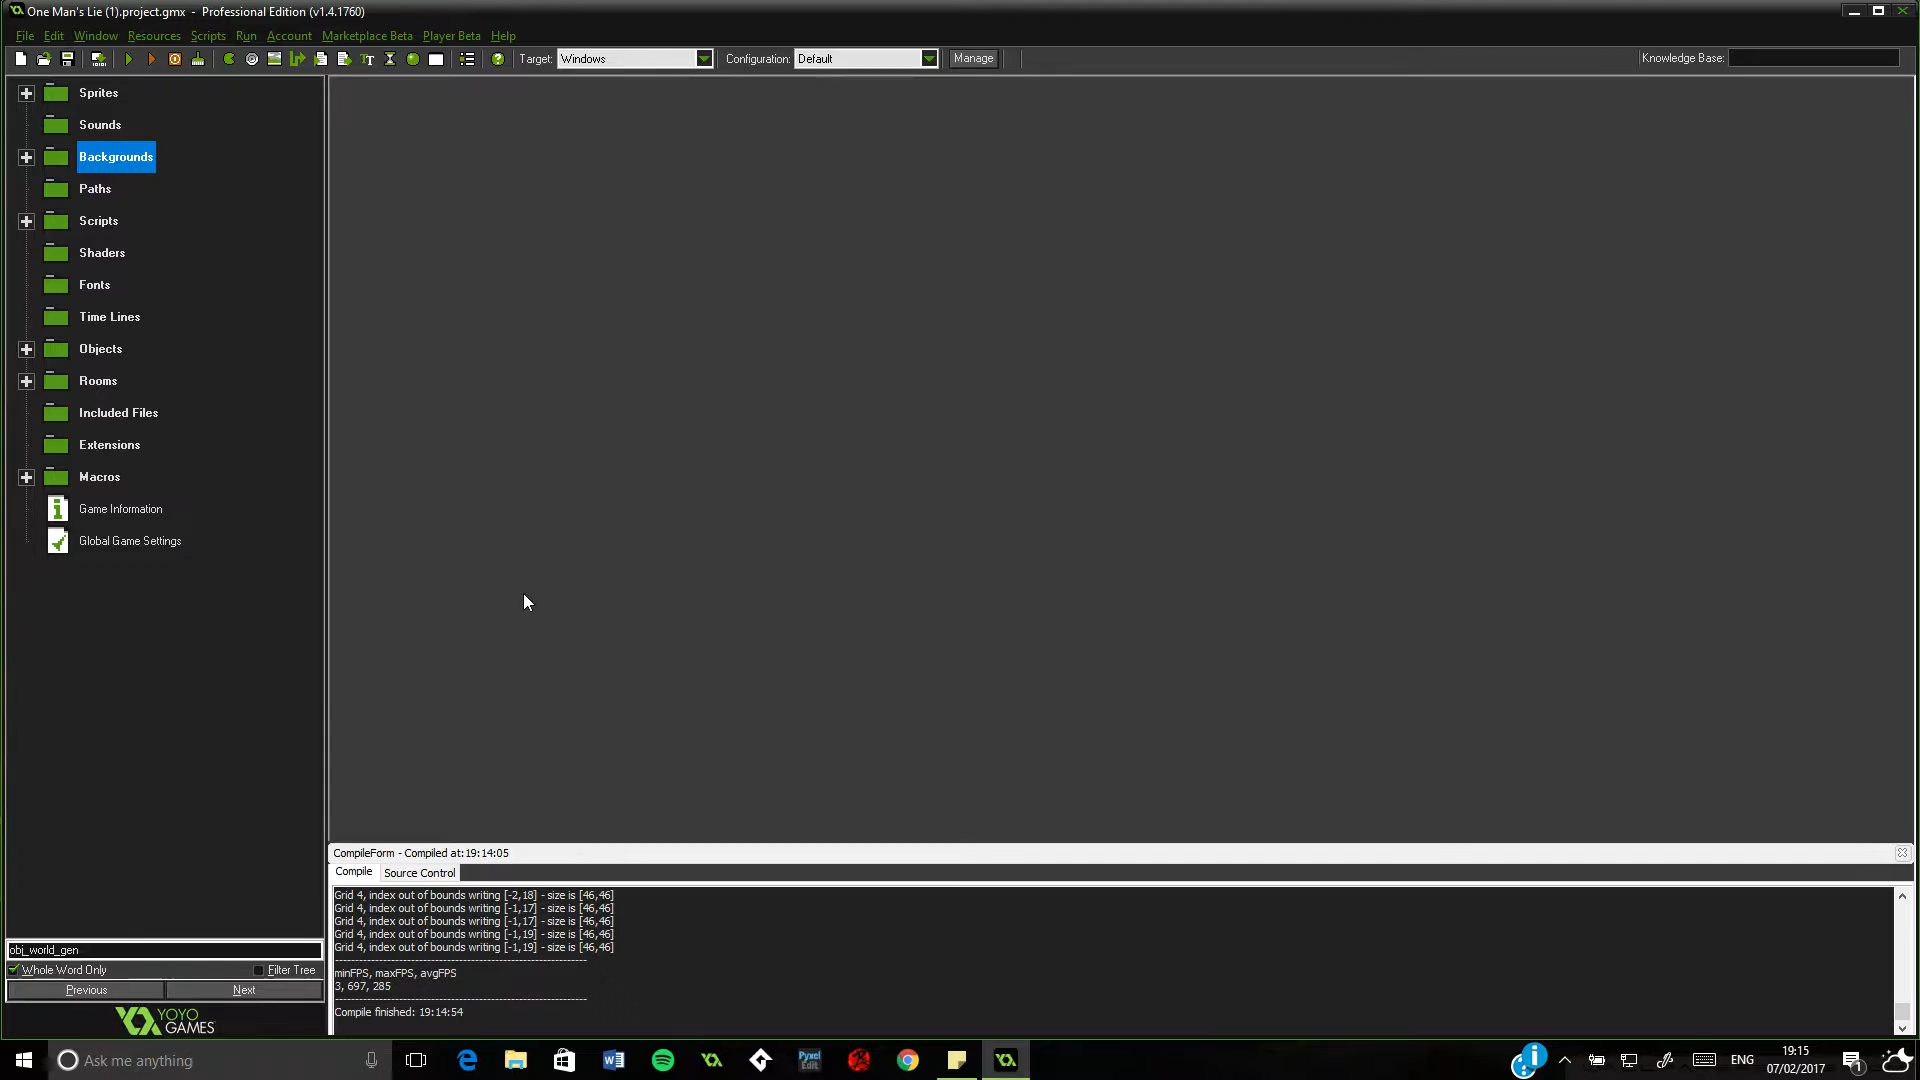 One Man's Lie (1).project.gmx - Professional Edition (v1.4.1760)
File Edit Window Resources Scripts Run Account Marketplace Beta Player Beta Help
Target: Windows Configuration: Default Manage Knowledge Base:
Sprites
Sounds
Backgrounds
Paths
Scripts
Shaders
Fonts
Time Lines
Objects
Rooms
Included Files
Extensions
Macros
Game Information
Global Game Settings
obj_world_gen
Whole Word Only Filter Tree
Previous Next
YOYO
GAMES
CompileForm - Compiled at:19:14:05
Compile Source Control
Grid 4, index out of bounds writing [-2,18] - size is [46,46]
Grid 4, index out of bounds writing [-1,17] - size is [46,46]
Grid 4, index out of bounds writing [-1,17] - size is [46,46]
Grid 4, index out of bounds writing [-1,19] - size is [46,46]
Grid 4, index out of bounds writing [-1,19] - size is [46,46]
minFPS, maxFPS, avgFPS
3, 697, 285
Compile finished: 19:14:54
Ask me anything
Pyxel
Edit
ENG
19:15
07/02/2017
1